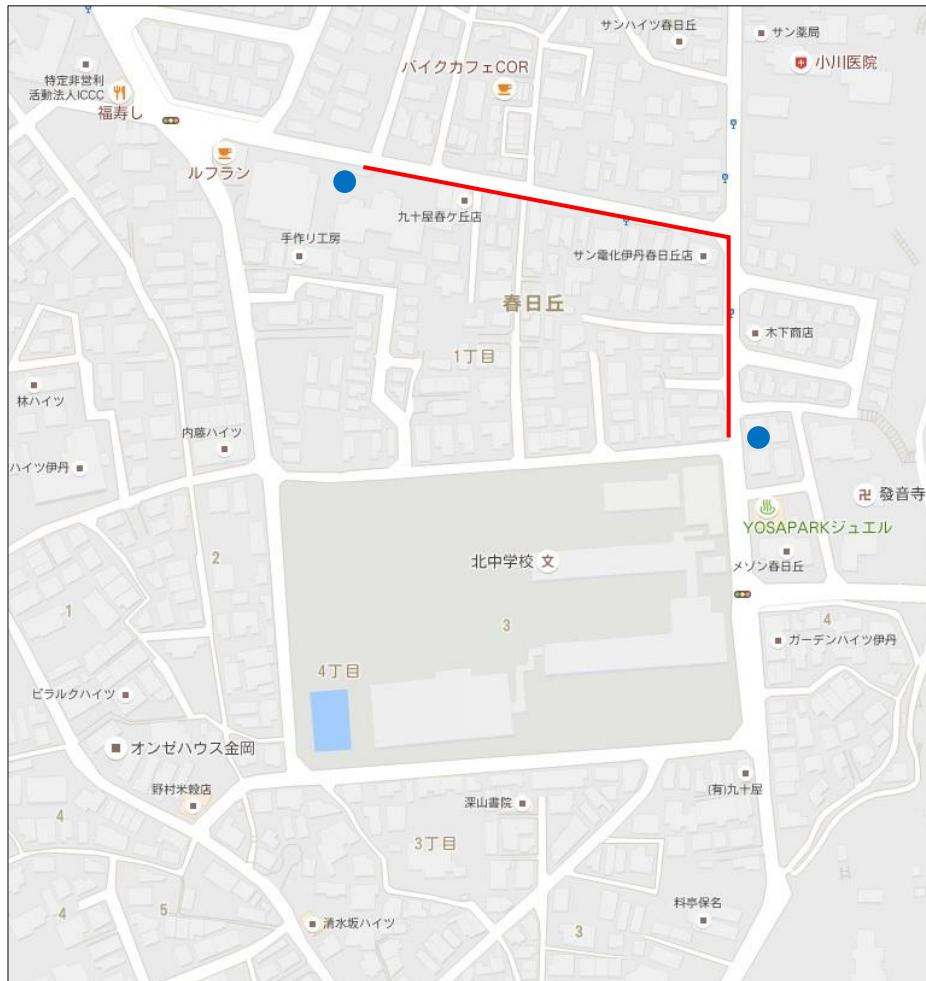 サンハイツ春日丘
サン薬局
小川医院
バイクカフェCOR
特定非営利
活動法人ICCC
福寿し
ルフラン
九十屋春ケ丘店
手作り工房
サン電化伊丹春日丘店
春日丘
木下商店
1丁目
林ハイツ
内藤ハイツ
ハイツ伊丹
卍
發音寺
YOSAPARKジュエル
北中学校
文
メゾン春日丘
2
1
3
4
ガーデンハイツ伊丹
4丁目
ビラルクハイツ
オンゼハウス金岡
野村米穀店
(有)九十屋
深山書院
4
3丁目
5
4
清水坂ハイツ
料亭保名
3